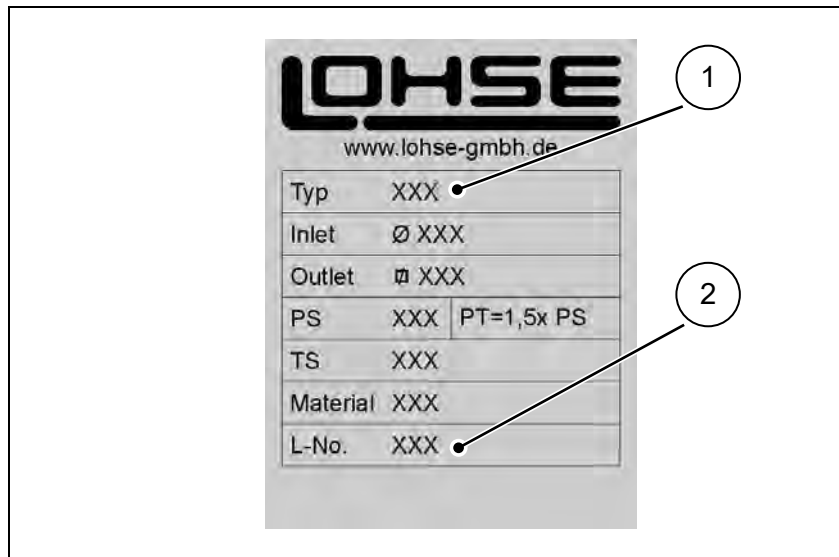 LOHSE
www.lohse-gmbh.de
Typ XXX
Inlet Ø XXX
Outlet ¤ XXX
PS XXX PT=1,5x PS
TS XXX
Material XXX
L-No. XXX
1
2